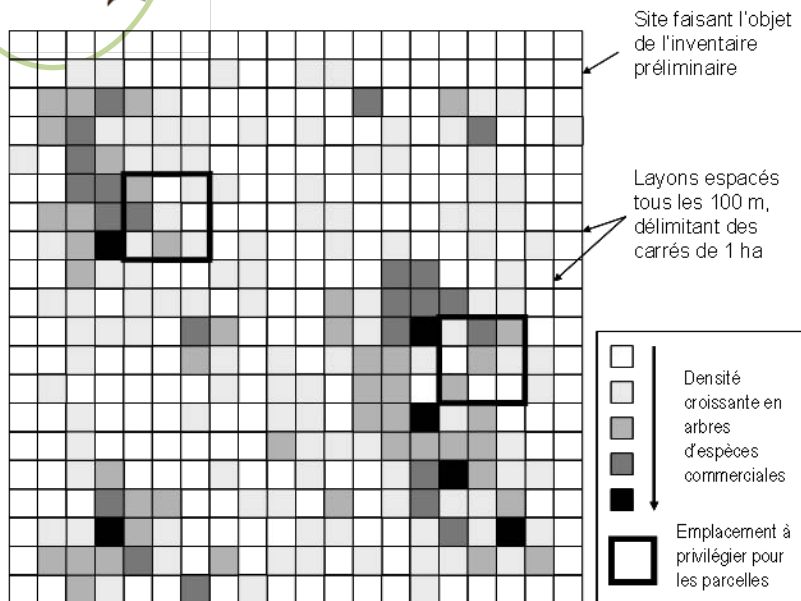 Site faisant l'objet
de l'inventaire
préliminaire
Layons espacés
tous les 100 m,
délimitant des
carrés de 1 ha
Densité
croissante en
arbres
d'espèces
commerciales
Emplacement à
privilégier pour
les parcelles